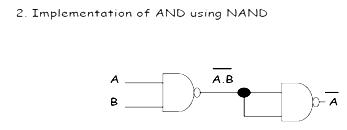 2. Implementation of AND using NAND
A
B
A̅.̅B̅
A̅